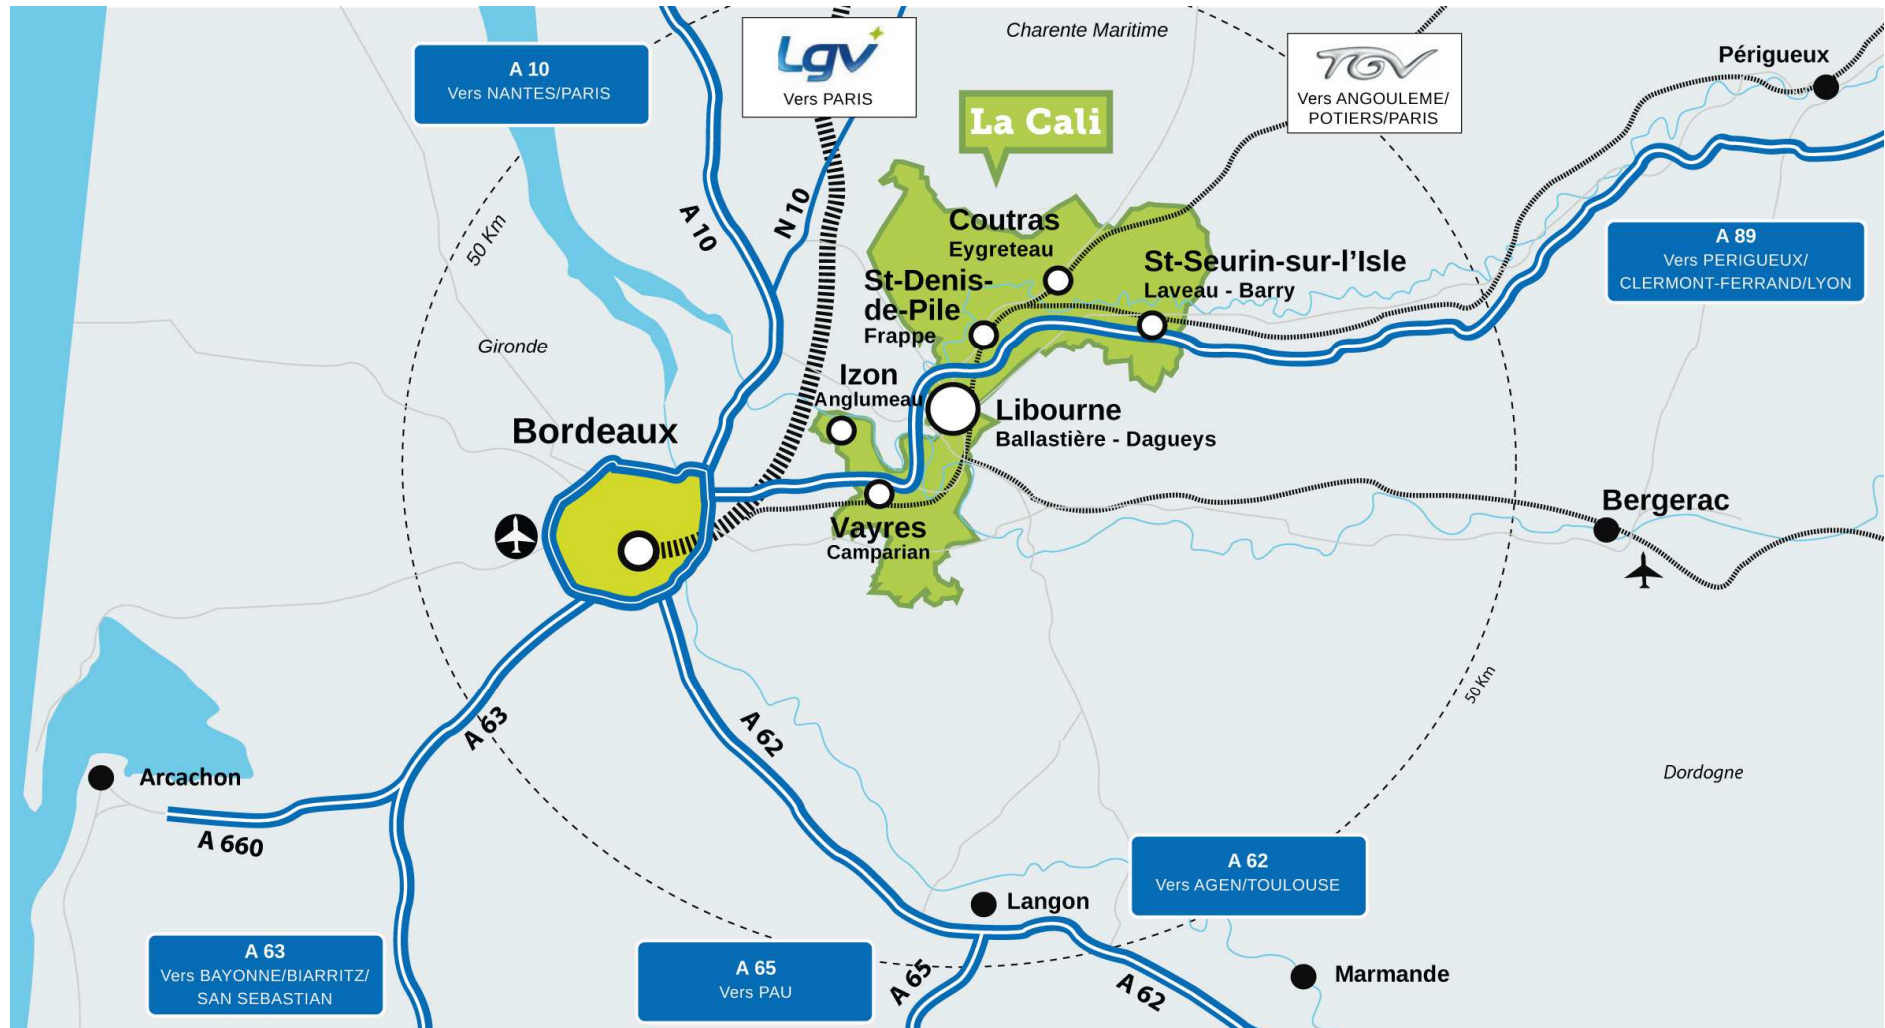 Charente Maritime
A 10
Vers NANTES/PARIS
Lgv
Vers PARIS
TGV
Vers ANGOULEME/
POTIERS/PARIS
Périgueux
La Cali
A 10
N 10
50 Km
Coutras
Eygreteau
St-Seurin-sur-l’Isle
Laveau - Barry
A 89
Vers PERIGUEUX/
CLERMONT-FERRAND/LYON
St-Denis-
de-Pile
Frappe
Gironde
Izon
Anglumeau
Libourne
Ballastière - Dagueys
Bordeaux
Vayres
Camparian
Bergerac
50 Km
A 63
A 62
Arcachon
Dordogne
A 660
A 62
Vers AGEN/TOULOUSE
Langon
A 63
Vers BAYONNE/BIARRITZ/
SAN SEBASTIAN
A 65
Vers PAU
A 65
A 62
Marmande